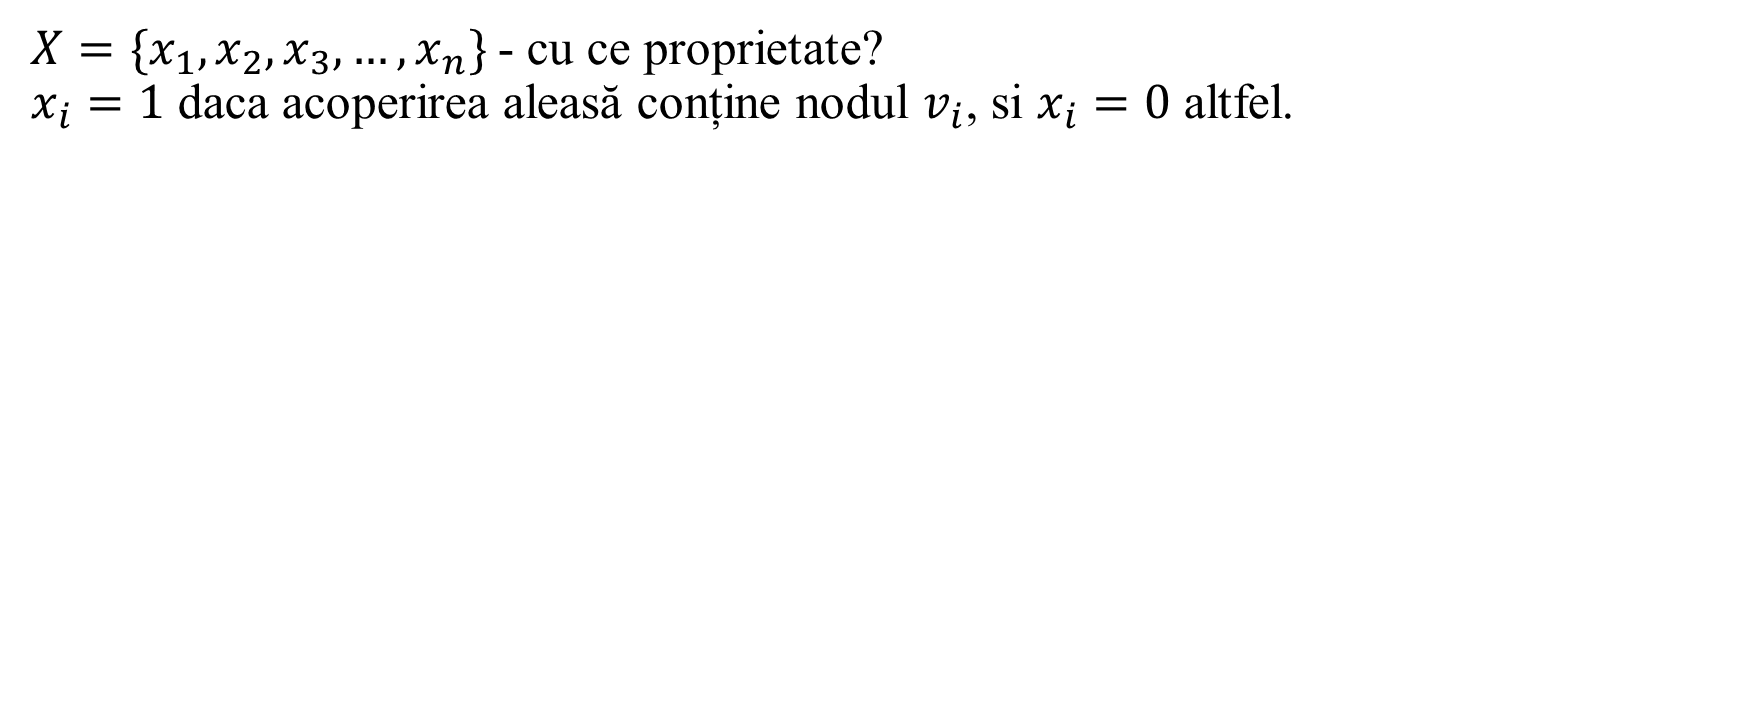 X = {x₁, x₂, x₃, … , xₙ} - cu ce proprietate?
xᵢ = 1 daca acoperirea aleasă conține nodul vᵢ, si xᵢ = 0 altfel.